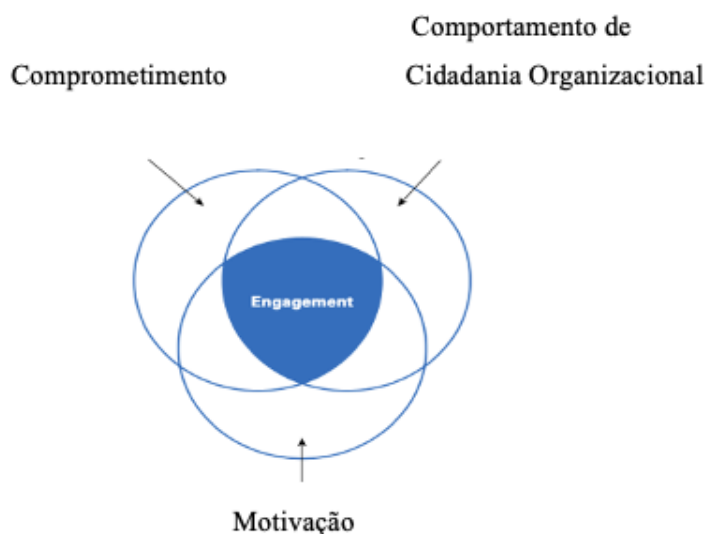 Comportamento de
Comprometimento
Cidadania Organizacional
Engagement
Motivação